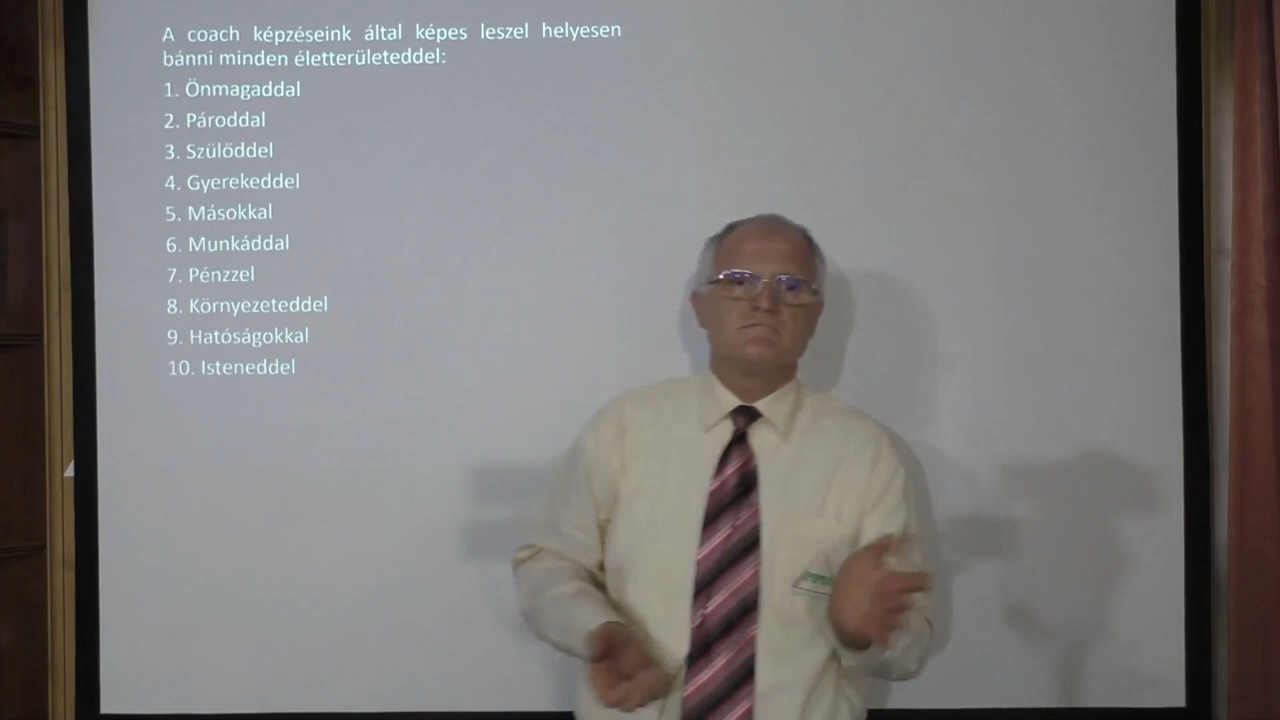 A coach képzéseink által képes leszel helyesen
bánni minden életterületeddel:
1. Önmagaddal
2. Pároddal
3. Szülőddel
4. Gyerekeddel
5. Másokkal
6. Munkáddal
7. Pénzzel
8. Környezeteddel
9. Hatóságokkal
10. Isteneddel